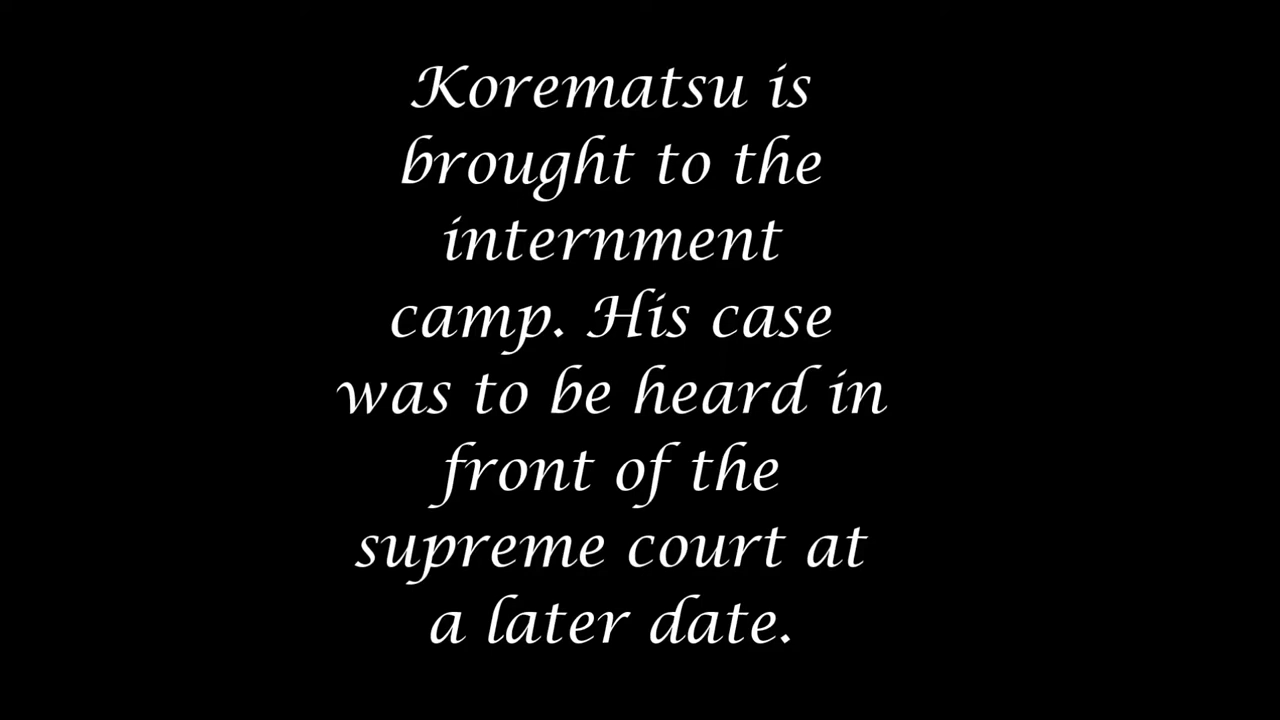 Korematsu is
brought to the
internment
camp. His case
was to be heard in
front of the
supreme court at
a later date.